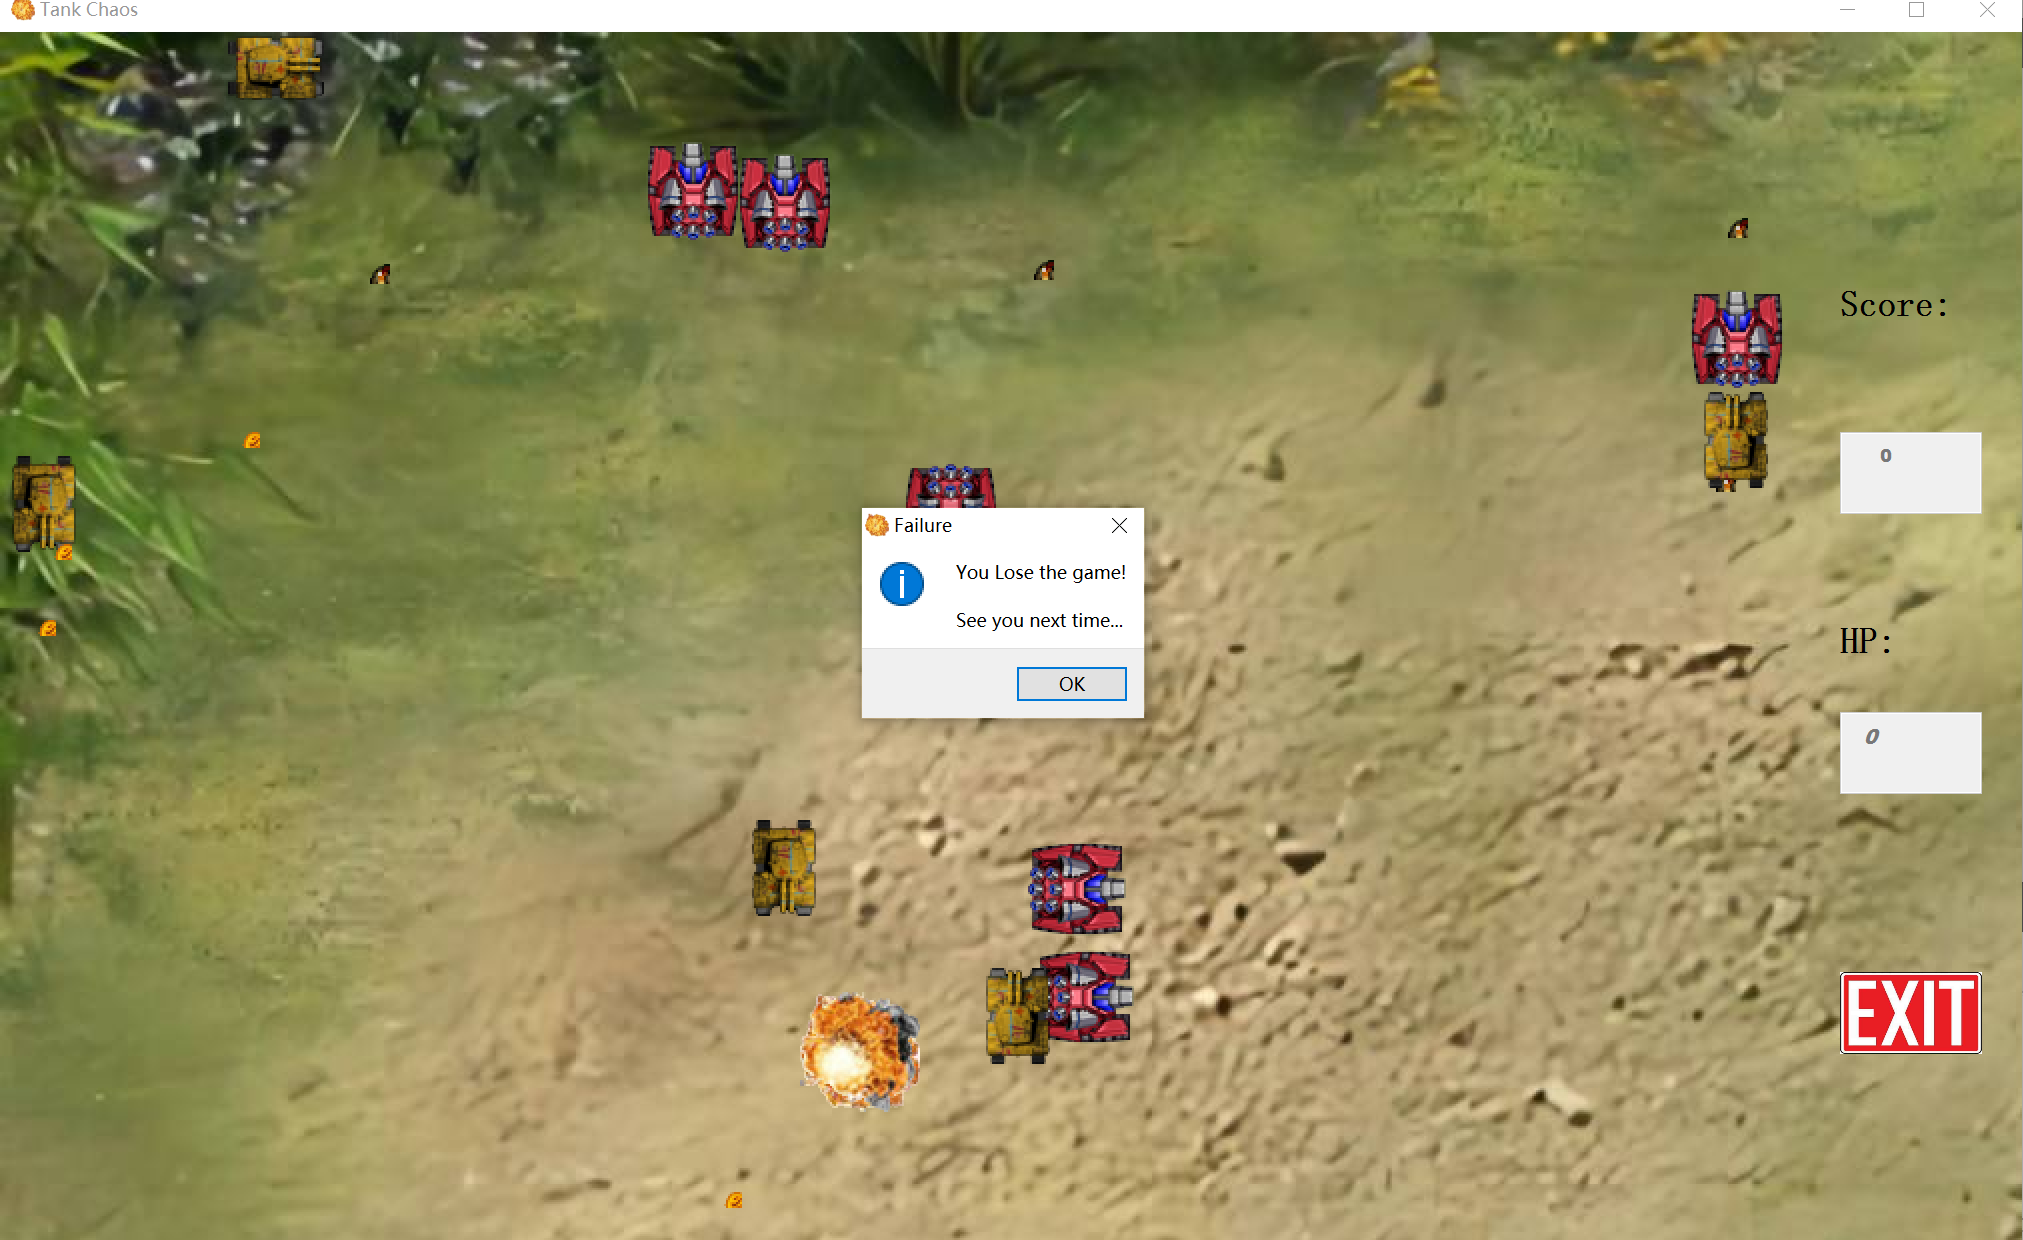 Tank Chaos
Score:
0
Failure
You Lose the game!
See you next time...
OK
HP:
0
EXIT